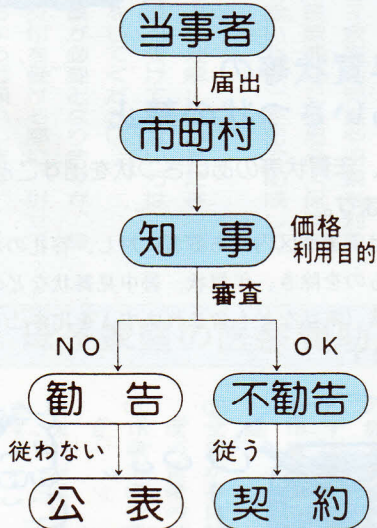 当事者
届出
市町村
知事
価格
利用目的
審査
NO
OK
勧告
不勧告
従わない
従う
公表
契約